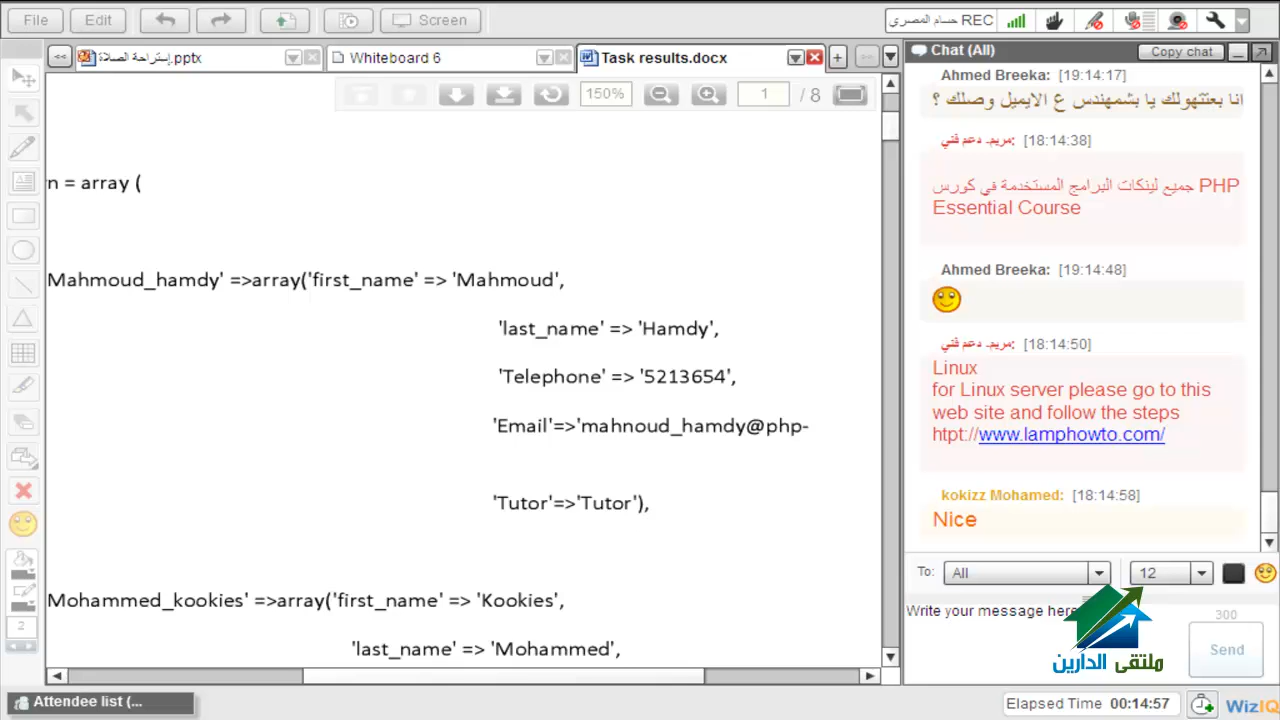 File
Edit
Screen
حسام المصري REC
<<
إستراحة الصلاة.pptx
Whiteboard 6
Task results.docx
+
Chat (All)
Copy chat
150%
1
/ 8
n = array (
Mahmoud_hamdy' =>array('first_name' => 'Mahmoud',
'last_name' => 'Hamdy',
'Telephone' => '5213654',
'Email'=>'mahnoud_hamdy@php-
'Tutor'=>'Tutor'),
Mohammed_kookies' =>array('first_name' => 'Kookies',
'last_name' => 'Mohammed',
Ahmed Breeka: [19:14:17]
انا بعتتهولك يا بشمهندس ع الايميل وصلك ؟
مريم- دعم فني: [18:14:38]
جميع لينكات البرامج المستخدمة في كورس PHP
Essential Course
Ahmed Breeka: [19:14:48]
مريم- دعم فني: [18:14:50]
Linux
for Linux server please go to this
web site and follow the steps
htpt://www.lamphowto.com/
kokizz Mohamed: [18:14:58]
Nice
To:
All
12
Write your message here
300
Send
ملتقى الدارين
2
Attendee list (...
Elapsed Time 00:14:57
WizIQ